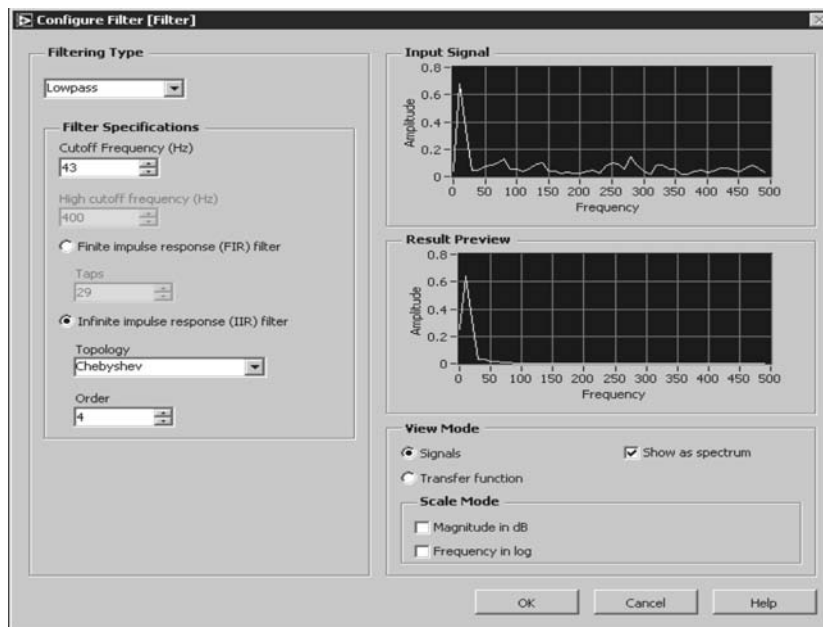 Configure Filter [Filter]
Filtering Type
Lowpass
Filter Specifications
Cutoff Frequency (Hz)
43
High cutoff frequency (Hz)
400
Finite impulse response (FIR) filter
Taps
29
Infinite impulse response (IIR) filter
Topology
Chebyshev
Order
4
Input Signal
0.8
0.6
0.4
0.2
0
Amplitude
0 50 100 150 200 250 300 350 400 450 500
Frequency
Result Preview
0.8
0.6
0.4
0.2
0
Amplitude
0 50 100 150 200 250 300 350 400 450 500
Frequency
View Mode
Signals
Show as spectrum
Transfer function
Scale Mode
Magnitude in dB
Frequency in log
OK
Cancel
Help